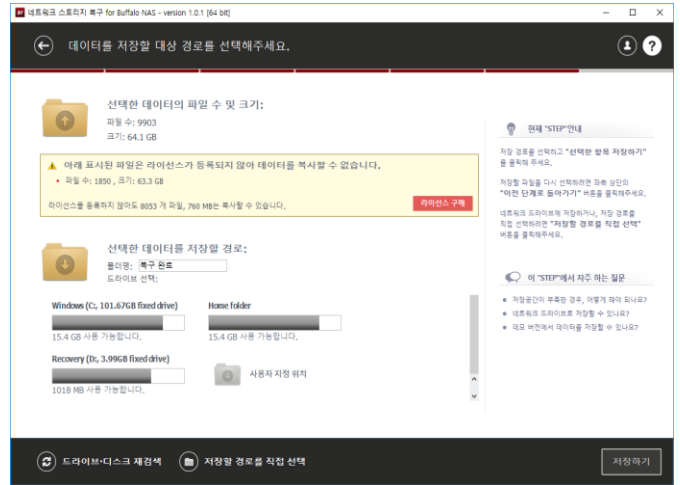 네트워크 스토리지 복구 for Buffalo NAS - version 1.0.1 [64 bit]
데이터를 저장할 대상 경로를 선택해주세요.
선택한 데이터의 파일 수 및 크기:
파일 수: 9903
크기: 64.1 GB
아래 표시된 파일은 라이선스가 등록되지 않아 데이터를 복사할 수 없습니다.
파일 수: 1850 , 크기: 63.3 GB
라이선스를 등록하지 않아도 8053 개 파일, 760 MB는 복사할 수 있습니다.
라이선스 구매
선택한 데이터를 저장할 경로:
폴더명: 복구 완료
드라이브 선택:
Windows (C:, 101.67GB fixed drive)
15.4 GB 사용 가능합니다.
Home folder
15.4 GB 사용 가능합니다.
Recovery (D:, 3.99GB fixed drive)
1018 MB 사용 가능합니다.
사용자 지정 위치
현재 "STEP"안내
저장 경로를 선택하고 "선택한 항목 저장하기"
를 클릭해 주세요.
저장할 파일을 다시 선택하려면 좌측 상단의
"이전 단계로 돌아가기" 버튼을 클릭해주세요.
네트워크 드라이브에 저장하거나, 저장 경로를
직접 선택하려면 "저장할 경로를 직접 선택"
버튼을 클릭해주세요.
이 "STEP"에서 자주 하는 질문
저장공간이 부족한 경우, 어떻게 해야 되나요?
네트워크 드라이브로 저장할 수 있나요?
데모 버전에서 데이터를 저장할 수 있나요?
드라이브·디스크 재검색
저장할 경로를 직접 선택
저장하기